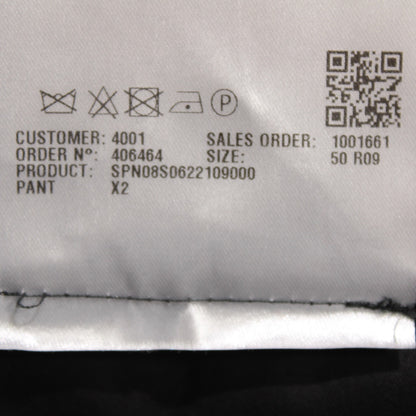 P
CUSTOMER: 4001 SALES ORDER: 1001661
ORDER Nº: 406464 SIZE: 50 R09
PRODUCT: SPN08S0622109000
PANT X2